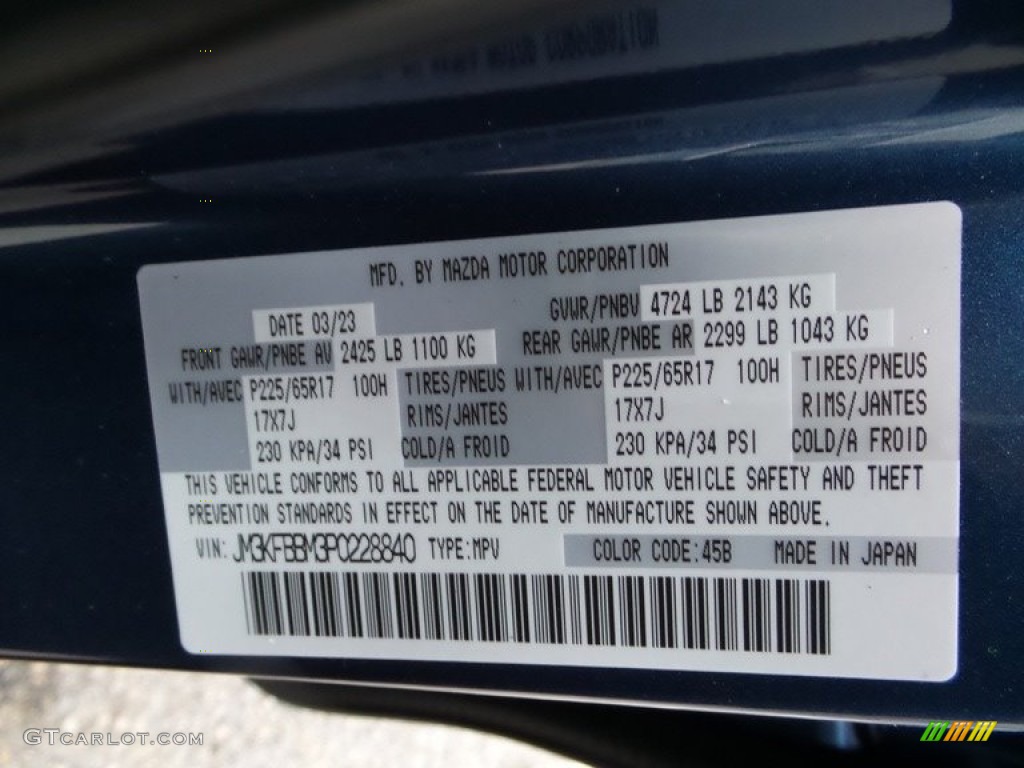 MFD. BY MAZDA MOTOR CORPORATION
DATE 03/23 GVWR/PNBV 4724 LB 2143 KG
FRONT GAWR/PNBE AV 2425 LB 1100 KG REAR GAWR/PNBE AR 2299 LB 1043 KG
WITH/AVEC P225/65R17 100H TIRES/PNEUS WITH/AVEC P225/65R17 100H TIRES/PNEUS
17X7J RIMS/JANTES 17X7J RIMS/JANTES
230 KPA/34 PSI COLD/A FROID 230 KPA/34 PSI COLD/A FROID
THIS VEHICLE CONFORMS TO ALL APPLICABLE FEDERAL MOTOR VEHICLE SAFETY AND THEFT
PREVENTION STANDARDS IN EFFECT ON THE DATE OF MANUFACTURE SHOWN ABOVE.
VIN: JM3KFBBM3P0228840 TYPE:MPV COLOR CODE:45B MADE IN JAPAN
GTCARLOT.COM